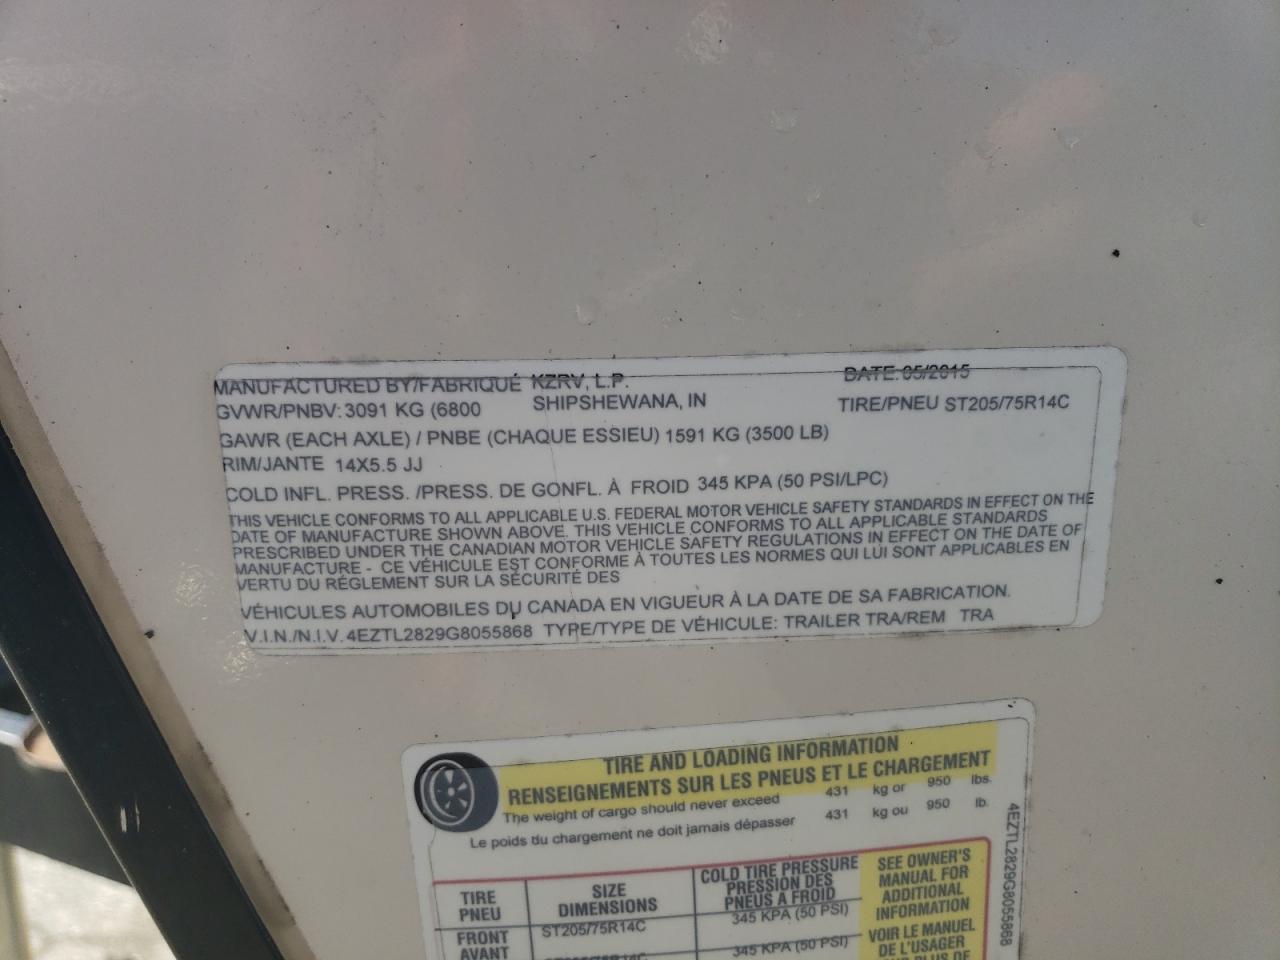 MANUFACTURED BY/FABRIQUÉ KZRV, L.P. DATE: 05/2015
GVWR/PNBV: 3091 KG (6800 SHIPSHEWANA, IN TIRE/PNEU ST205/75R14C
GAWR (EACH AXLE) / PNBE (CHAQUE ESSIEU) 1591 KG (3500 LB)
RIM/JANTE 14X5.5 JJ
COLD INFL. PRESS. /PRESS. DE GONFL. À FROID 345 KPA (50 PSI/LPC)
THIS VEHICLE CONFORMS TO ALL APPLICABLE U.S. FEDERAL MOTOR VEHICLE SAFETY STANDARDS IN EFFECT ON THE
DATE OF MANUFACTURE SHOWN ABOVE. THIS VEHICLE CONFORMS TO ALL APPLICABLE STANDARDS
PRESCRIBED UNDER THE CANADIAN MOTOR VEHICLE SAFETY REGULATIONS IN EFFECT ON THE DATE OF
MANUFACTURE - CE VÉHICULE EST CONFORME À TOUTES LES NORMES QUI LUI SONT APPLICABLES EN
VERTU DU RÉGLEMENT SUR LA SÉCURITÉ DES
VÉHICULES AUTOMOBILES DU CANADA EN VIGUEUR À LA DATE DE SA FABRICATION.
V.I.N./N.I.V. 4EZTL2829G8055868 TYPE/TYPE DE VÉHICULE: TRAILER TRA/REM TRA
TIRE AND LOADING INFORMATION
RENSEIGNEMENTS SUR LES PNEUS ET LE CHARGEMENT
The weight of cargo should never exceed 431 kg or 950 lbs.
Le poids du chargement ne doit jamais dépasser 431 kg ou 950 lb.
TIRE
PNEU
SIZE
DIMENSIONS
COLD TIRE PRESSURE
PRESSION DES
PNEUS A FROID
FRONT
AVANT
ST205/75R14C
345 KPA (50 PSI)
345 KPA (50 PSI)
SEE OWNER'S
MANUAL FOR
ADDITIONAL
INFORMATION
VOIR LE MANUEL
DE L'USAGER
4EZTL2829G8055868